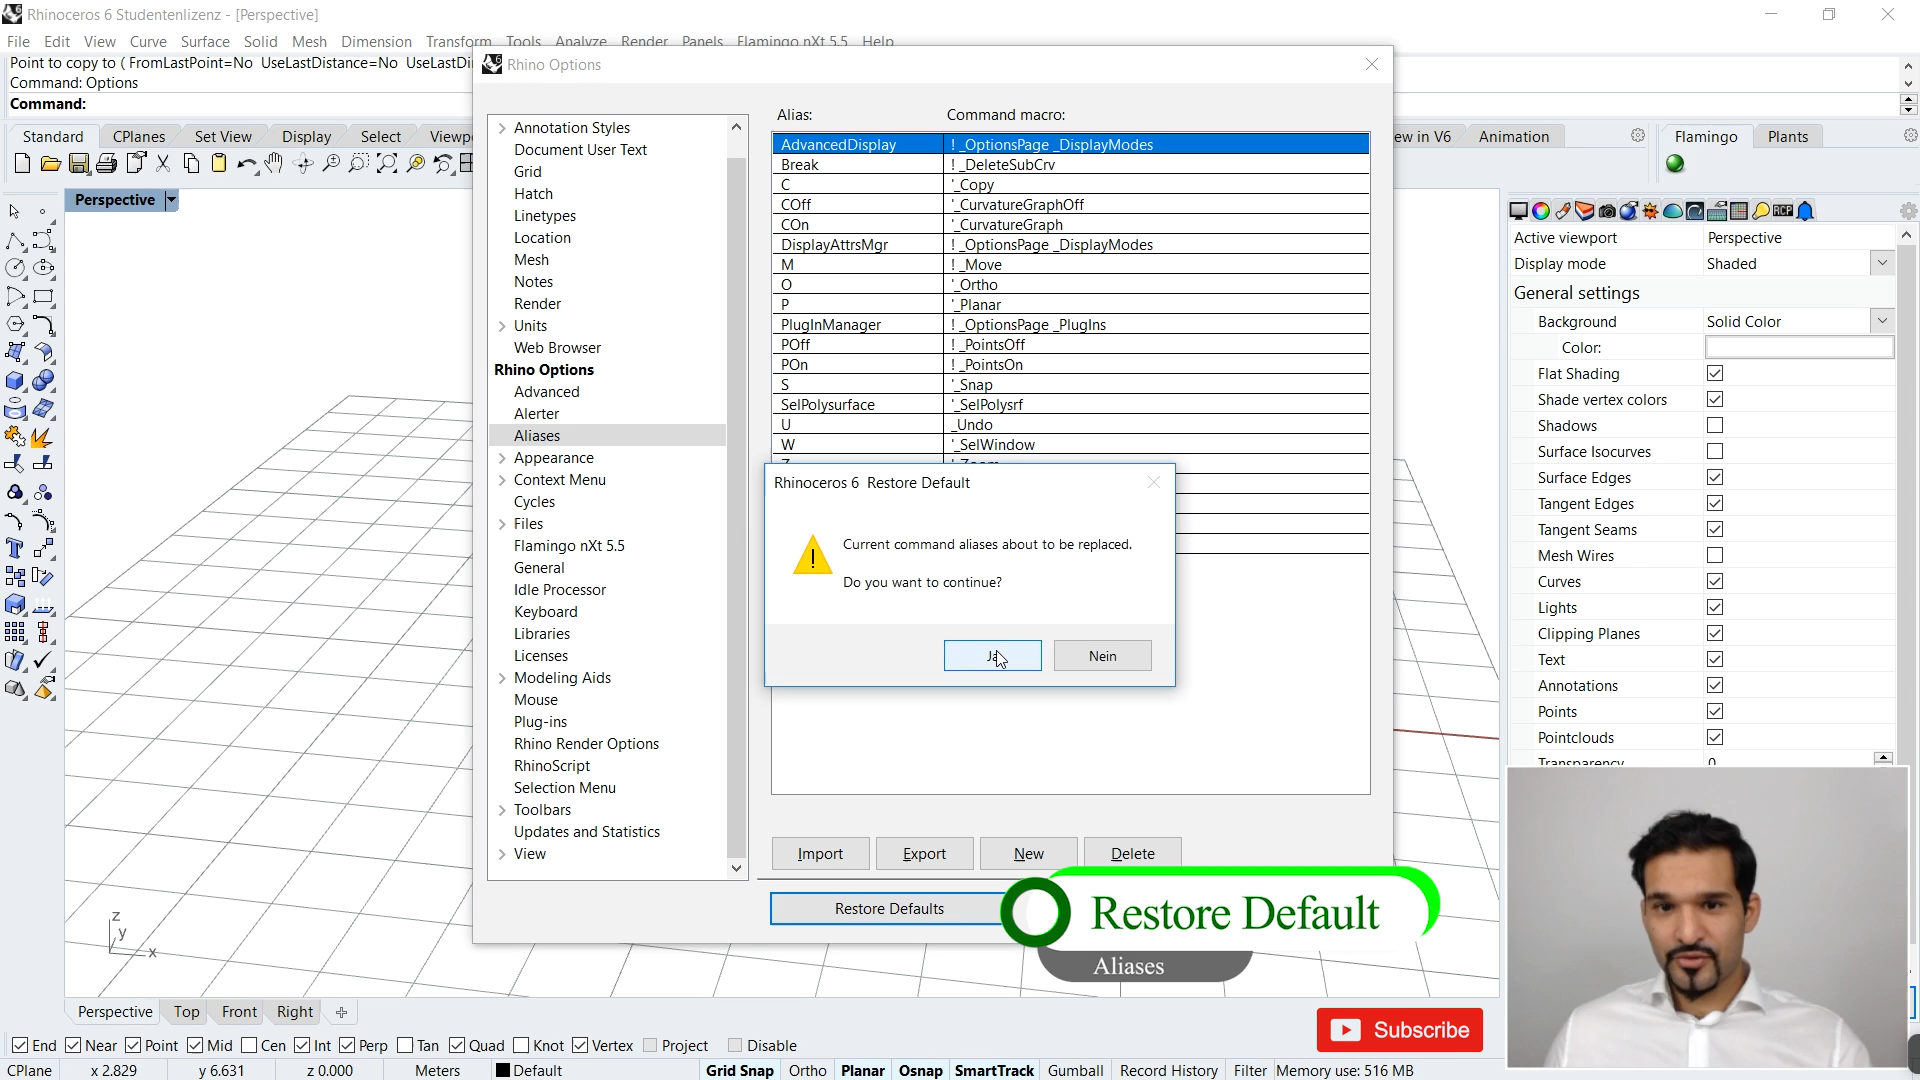 Rhinoceros 6 Studentenlizenz - [Perspective]
File Edit View Curve Surface Solid Mesh Dimension Transform Tools Analyze Render Panels Flamingo nXt 5.5 Help
Point to copy to ( FromLastPoint=No UseLastDistance=No
Command: Options
Command:
Standard CPlanes Set View Display Select
Animation
Flamingo Plants
Perspective
Rhino Options
Annotation Styles
Document User Text
Grid
Hatch
Linetypes
Location
Mesh
Notes
Render
Units
Web Browser
Rhino Options
Advanced
Alerter
Aliases
Appearance
Context Menu
Cycles
Files
Flamingo nXt 5.5
General
Idle Processor
Keyboard
Libraries
Licenses
Modeling Aids
Mouse
Plug-ins
Rhino Render Options
RhinoScript
Selection Menu
Toolbars
Updates and Statistics
View
Alias: Command macro:
AdvancedDisplay ! _OptionsPage _DisplayModes
Break ! _DeleteSubCrv
C '_Copy
COff '_CurvatureGraphOff
COn '_CurvatureGraph
DisplayAttrsMgr ! _OptionsPage _DisplayModes
M ! _Move
O '_Ortho
P '_Planar
PlugInManager ! _OptionsPage _PlugIns
POff ! _PointsOff
POn ! _PointsOn
S '_Snap
SelPolysurface '_SelPolysrf
U _Undo
W '_SelWindow
Rhinoceros 6 Restore Default
Current command aliases about to be replaced.
Do you want to continue?
Ja Nein
Import Export New Delete
Restore Defaults
Restore Default
Aliases
Subscribe
RCP
Active viewport Perspective
Display mode Shaded
General settings
Background Solid Color
Color:
Flat Shading
Shade vertex colors
Shadows
Surface Isocurves
Surface Edges
Tangent Edges
Tangent Seams
Mesh Wires
Curves
Lights
Clipping Planes
Text
Annotations
Points
Pointclouds
Transparency 0
z
y
x
Perspective Top Front Right
End Near Point Mid Cen Int Perp Tan Quad Knot Vertex Project Disable
CPlane x 2.829 y 6.631 z 0.000 Meters Default Grid Snap Ortho Planar Osnap SmartTrack Gumball Record History Filter Memory use: 516 MB